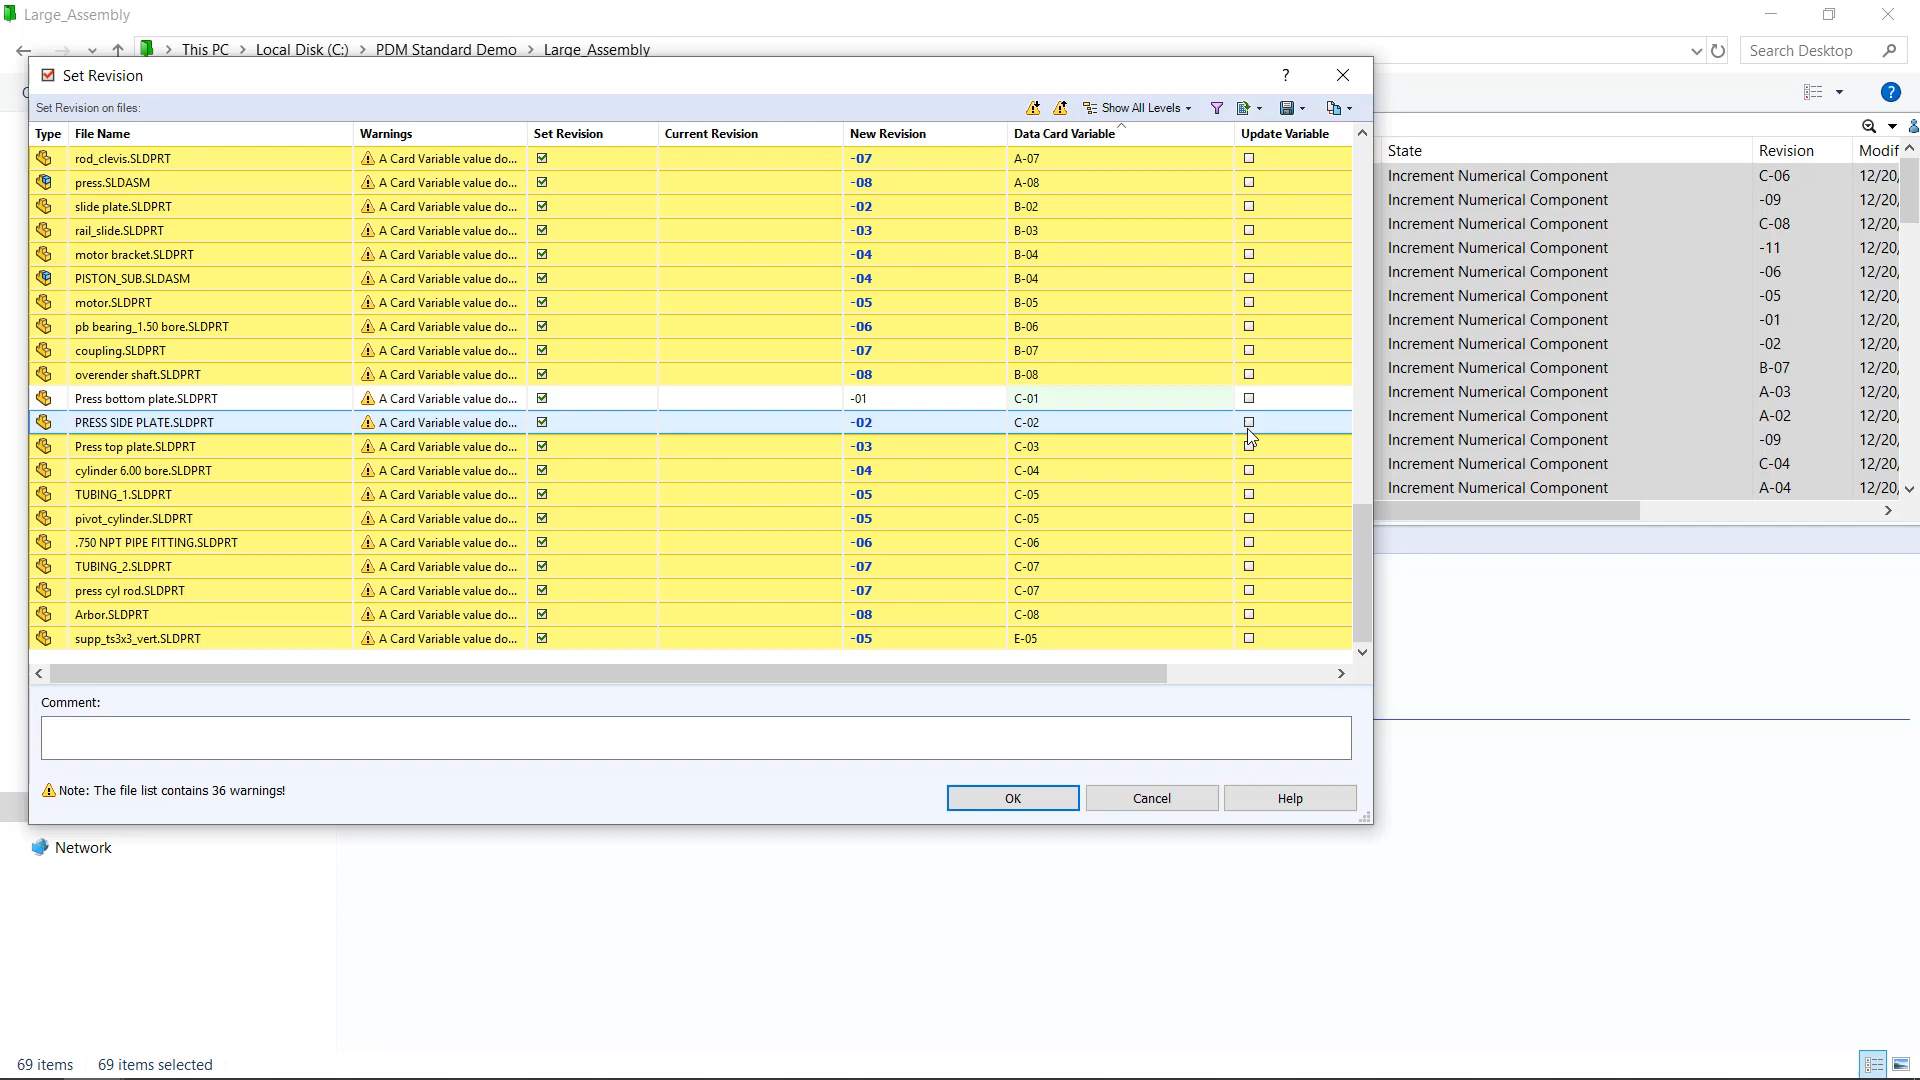 Large_Assembly
This PC > Local Disk (C:) > PDM Standard Demo > Large_Assembly
Search Desktop
Set Revision
?
Set Revision on files:
Show All Levels
Type File Name Warnings Set Revision Current Revision New Revision Data Card Variable Update Variable
rod_clevis.SLDPRT A Card Variable value do... -07 A-07
press.SLDASM A Card Variable value do... -08 A-08
slide plate.SLDPRT A Card Variable value do... -02 B-02
rail_slide.SLDPRT A Card Variable value do... -03 B-03
motor bracket.SLDPRT A Card Variable value do... -04 B-04
PISTON_SUB.SLDASM A Card Variable value do... -04 B-04
motor.SLDPRT A Card Variable value do... -05 B-05
pb bearing_1.50 bore.SLDPRT A Card Variable value do... -06 B-06
coupling.SLDPRT A Card Variable value do... -07 B-07
overender shaft.SLDPRT A Card Variable value do... -08 B-08
Press bottom plate.SLDPRT A Card Variable value do... -01 C-01
PRESS SIDE PLATE.SLDPRT A Card Variable value do... -02 C-02
Press top plate.SLDPRT A Card Variable value do... -03 C-03
cylinder 6.00 bore.SLDPRT A Card Variable value do... -04 C-04
TUBING_1.SLDPRT A Card Variable value do... -05 C-05
pivot_cylinder.SLDPRT A Card Variable value do... -05 C-05
.750 NPT PIPE FITTING.SLDPRT A Card Variable value do... -06 C-06
TUBING_2.SLDPRT A Card Variable value do... -07 C-07
press cyl rod.SLDPRT A Card Variable value do... -07 C-07
Arbor.SLDPRT A Card Variable value do... -08 C-08
supp_ts3x3_vert.SLDPRT A Card Variable value do... -05 E-05
Comment:
Note: The file list contains 36 warnings!
OK Cancel Help
?
State Revision Modif
Increment Numerical Component C-06 12/20,
Increment Numerical Component -09 12/20,
Increment Numerical Component C-08 12/20,
Increment Numerical Component -11 12/20,
Increment Numerical Component -06 12/20,
Increment Numerical Component -05 12/20,
Increment Numerical Component -01 12/20,
Increment Numerical Component -02 12/20,
Increment Numerical Component B-07 12/20,
Increment Numerical Component A-03 12/20,
Increment Numerical Component A-02 12/20,
Increment Numerical Component -09 12/20,
Increment Numerical Component C-04 12/20,
Increment Numerical Component A-04 12/20,
Network
69 items 69 items selected